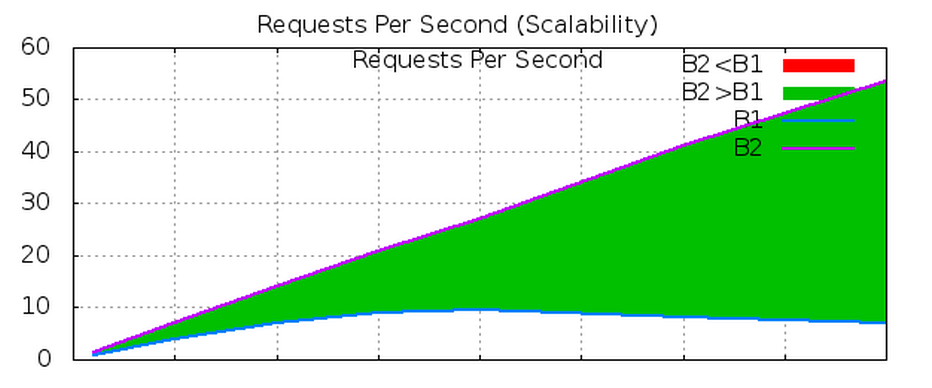 Requests Per Second (Scalability)
Requests Per Second
60
50
40
30
20
10
0
B2<B1
B2>B1
B1
B2